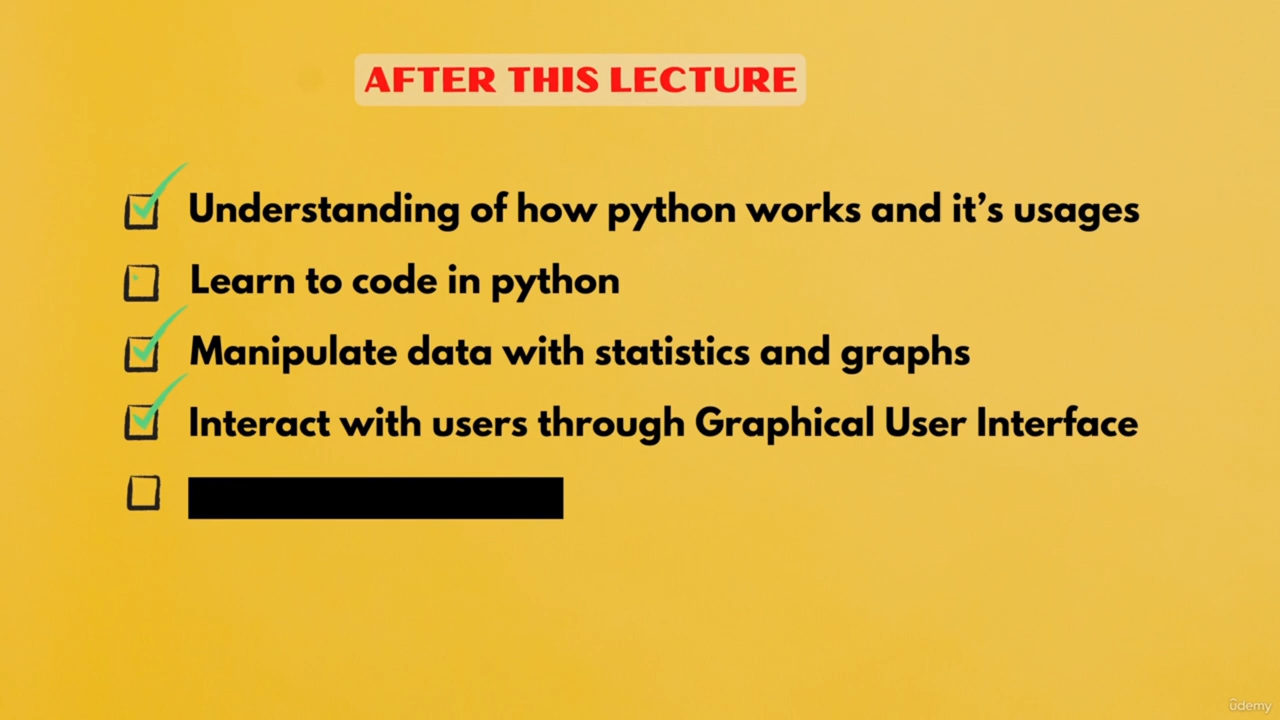 AFTER THIS LECTURE
Understanding of how python works and it’s usages
Learn to code in python
Manipulate data with statistics and graphs
Interact with users through Graphical User Interface
ûdemy